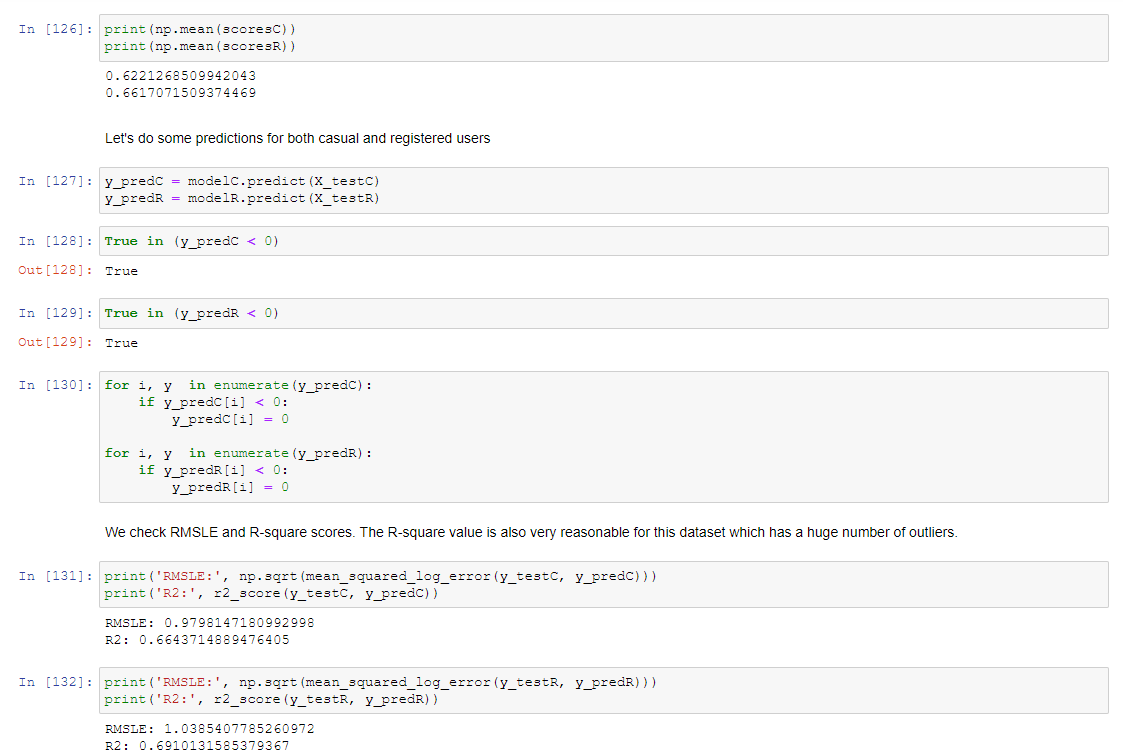 In [126]: print(np.mean(scoresC))
print(np.mean(scoresR))
0.6221268509942043
0.6617071509374469
Let's do some predictions for both casual and registered users
In [127]: y_predC = modelC.predict(X_testC)
y_predR = modelR.predict(X_testR)
In [128]: True in (y_predC < 0)
Out[128]: True
In [129]: True in (y_predR < 0)
Out[129]: True
In [130]: for i, y  in enumerate(y_predC):
    if y_predC[i] < 0:
        y_predC[i] = 0
for i, y  in enumerate(y_predR):
    if y_predR[i] < 0:
        y_predR[i] = 0
We check RMSLE and R-square scores. The R-square value is also very reasonable for this dataset which has a huge number of outliers.
In [131]: print('RMSLE:', np.sqrt(mean_squared_log_error(y_testC, y_predC)))
print('R2:', r2_score(y_testC, y_predC))
RMSLE: 0.9798147180992998
R2: 0.6643714889476405
In [132]: print('RMSLE:', np.sqrt(mean_squared_log_error(y_testR, y_predR)))
print('R2:', r2_score(y_testR, y_predR))
RMSLE: 1.0385407785260972
R2: 0.6910131585379367